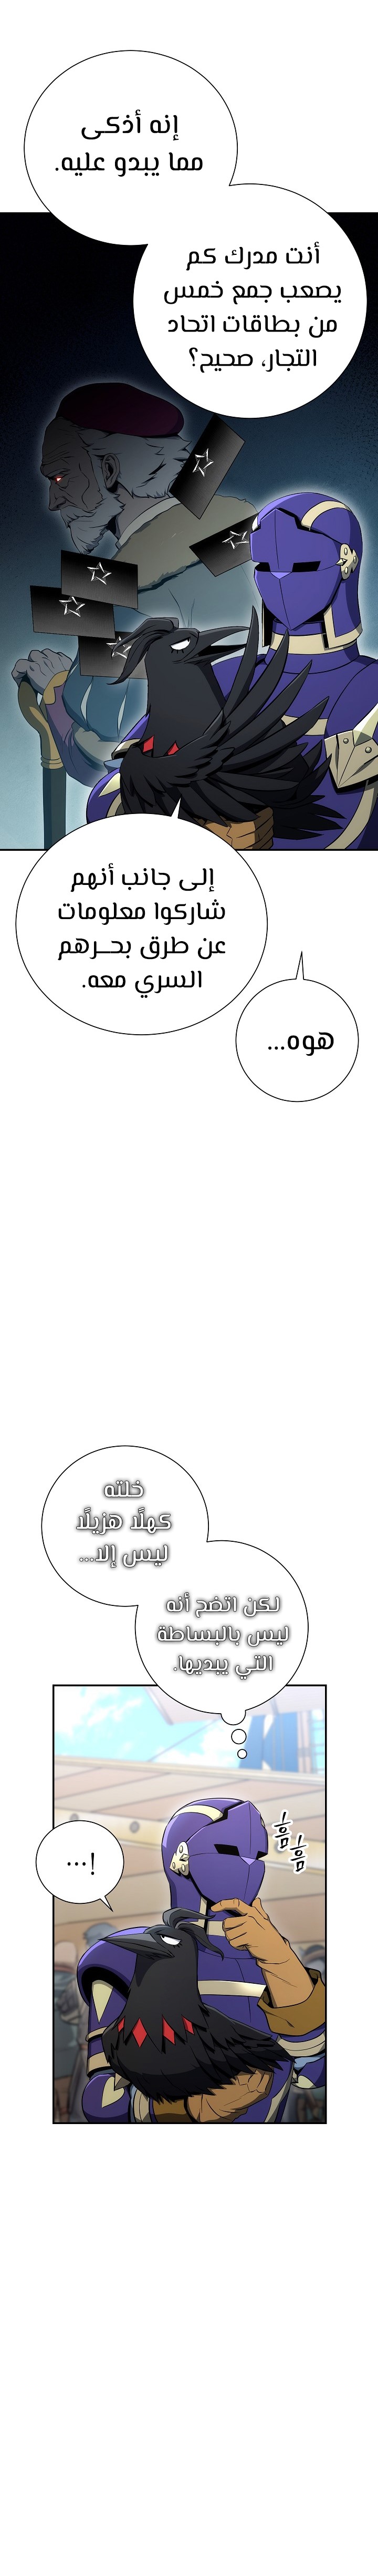 إنه أذكى
مما يبدو عليه.
أنت مدرك كم
يصعب جمع خمس
من بطاقات اتحاد
التجار، صحيح؟
إلى جانب أنهم
شاركوا معلومات
عن طرق بحـرهم
السري معه.
هوه...
خلته
كهلًا هزيلًا
ليس إلا...
لكن اتضح أنه
ليس بالبساطة
التي يبديها.
흠
흠
!...